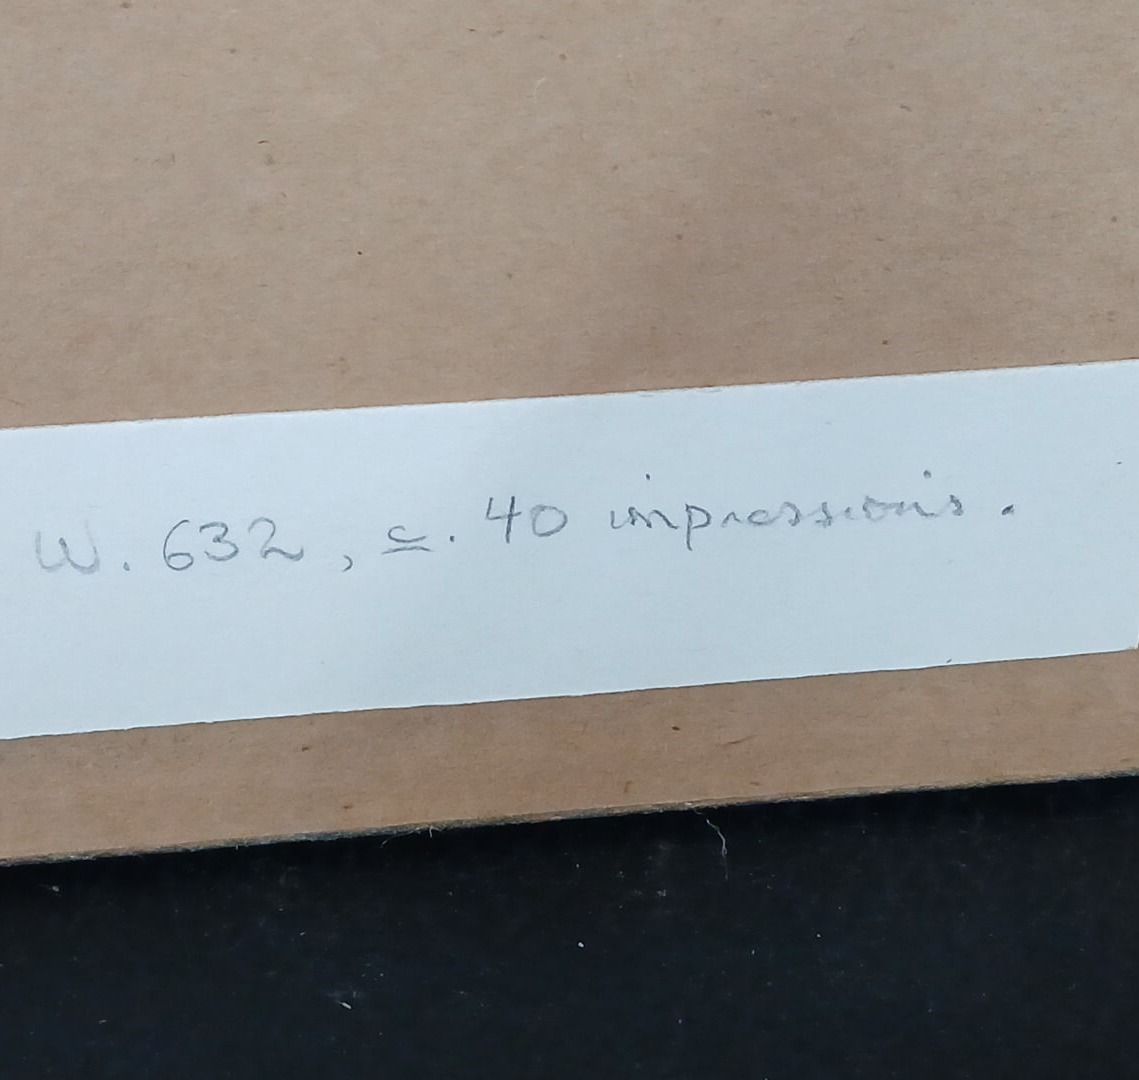 W. 632, c. 40 impressions.